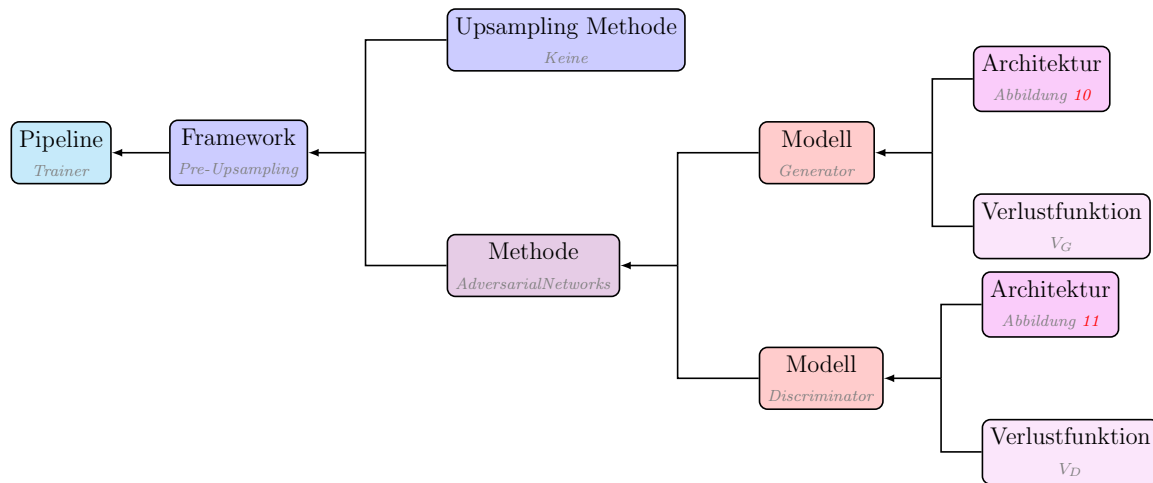 Pipeline
Trainer
Framework
Pre-Upsampling
Upsampling Methode
Keine
Methode
AdversarialNetworks
Modell
Generator
Architektur
Abbildung 10
Verlustfunktion
V_G
Modell
Discriminator
Architektur
Abbildung 11
Verlustfunktion
V_D